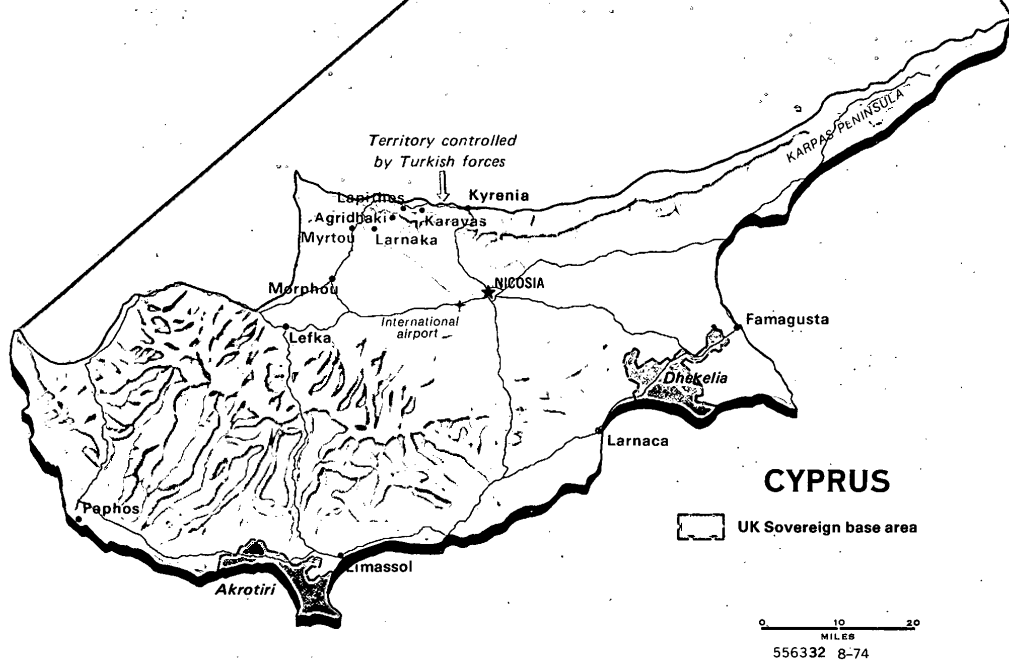 KARPAS PENINSULA
Territory controlled
by Turkish forces
Lapithos
Kyrenia
Agridhaki
Karavas
Myrtou
Larnaka
NICOSIA
Morphou
International
airport
Famagusta
Lefka
Dhekelia
Larnaca
CYPRUS
Paphos
UK Sovereign base area
Limassol
Akrotiri
0 10 20
MILES
556332 8-74